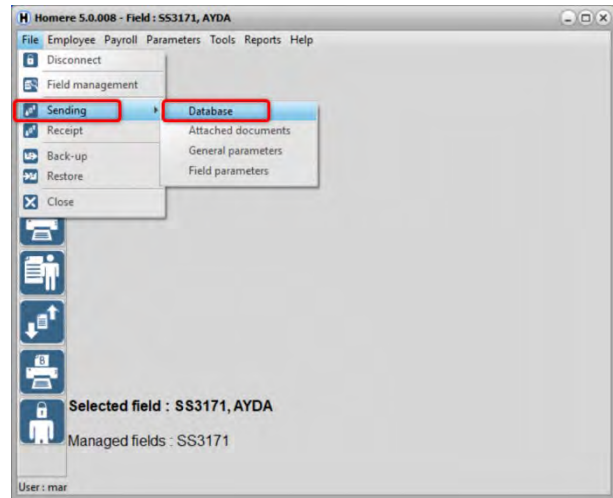 H Homere 5.0.008 - Field : SS3171, AYDA
File Employee Payroll Parameters Tools Reports Help
Disconnect
Field management
Sending
Database
Receipt
Attached documents
Back-up
General parameters
Restore
Field parameters
Close
B
Selected field : SS3171, AYDA
Managed fields : SS3171
User : mar